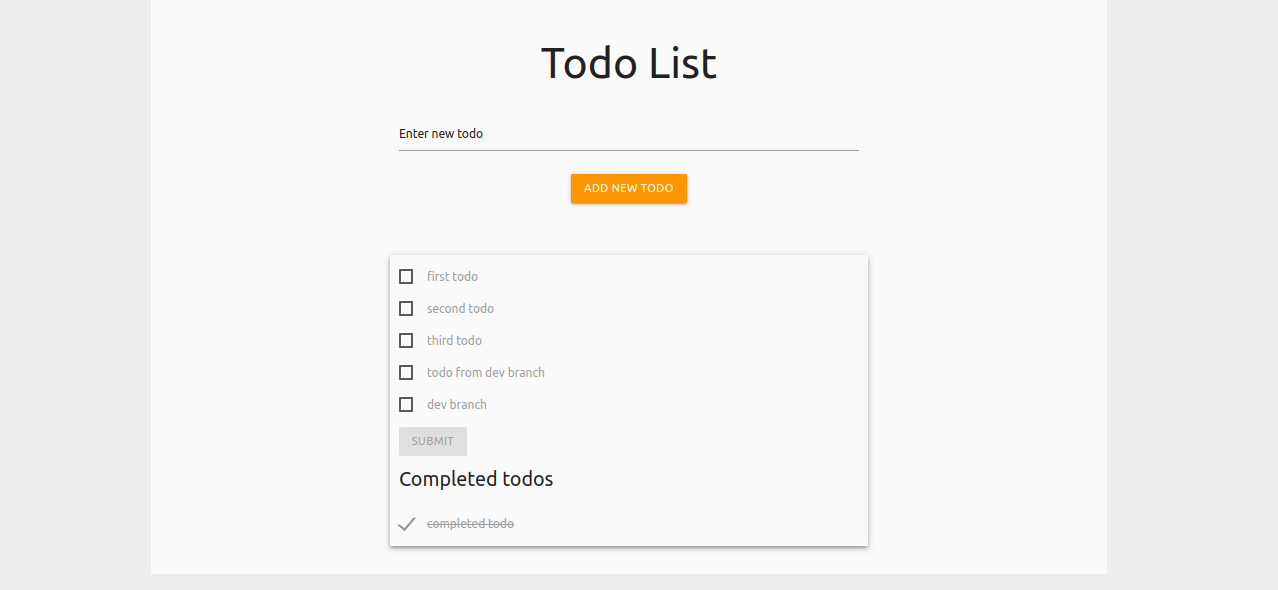 Todo List
Enter new todo
ADD NEW TODO
first todo
second todo
third todo
todo from dev branch
dev branch
SUBMIT
Completed todos
completed todo